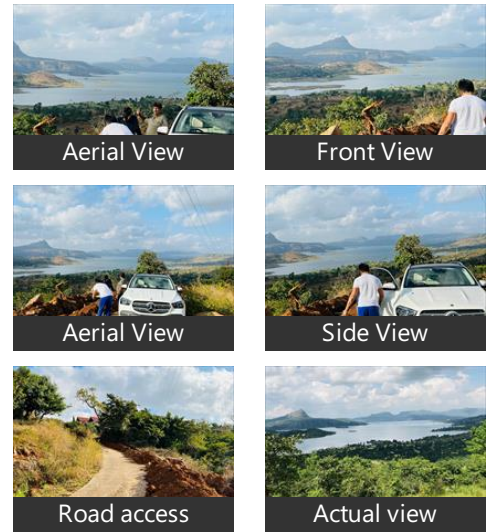 Aerial View
Front View
Aerial View
Side View
Road access
Actual view